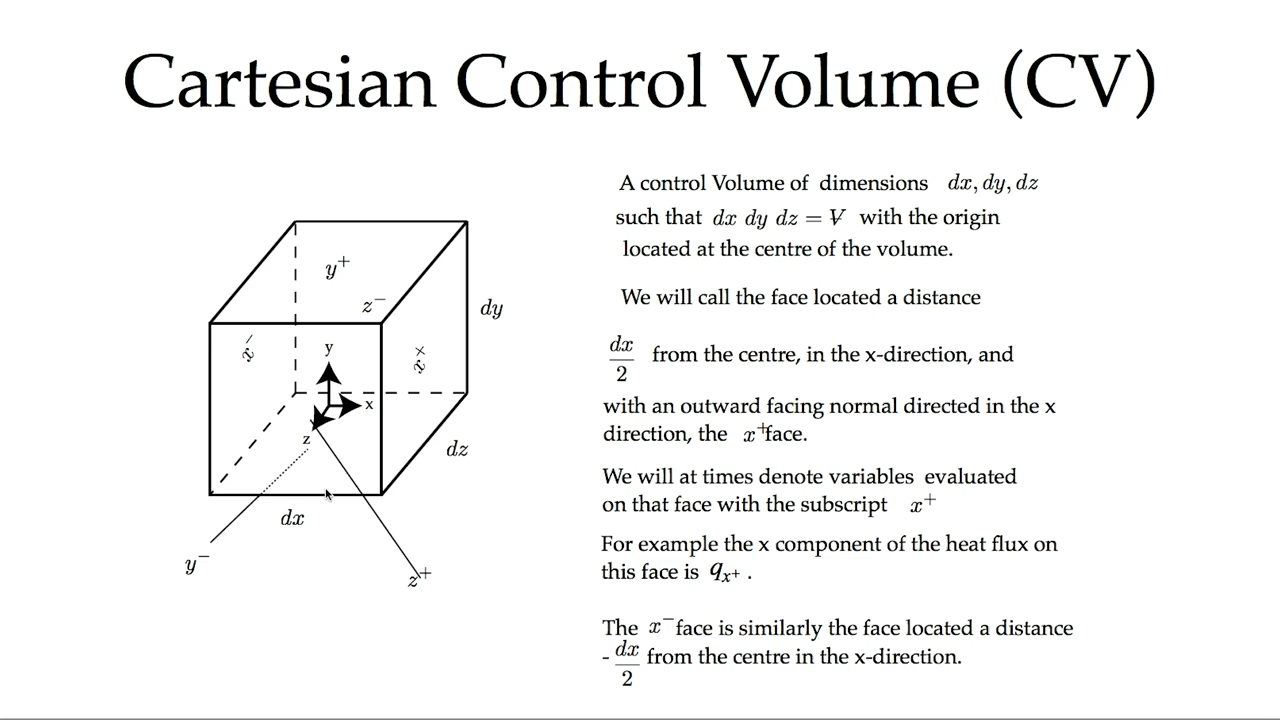 Cartesian Control Volume (CV)
A control Volume of dimensions dx, dy, dz
such that dx dy dz = V with the origin
located at the centre of the volume.
We will call the face located a distance
dx/2 from the centre, in the x-direction, and
with an outward facing normal directed in the x
direction, the x⁺face.
We will at times denote variables evaluated
on that face with the subscript x⁺
For example the x component of the heat flux on
this face is qₓ⁺ .
The x⁻ face is similarly the face located a distance
- dx/2 from the centre in the x-direction.
y⁺
z⁻
dy
x⁻
y
x⁺
x
z
dz
dx
y⁻
z⁺